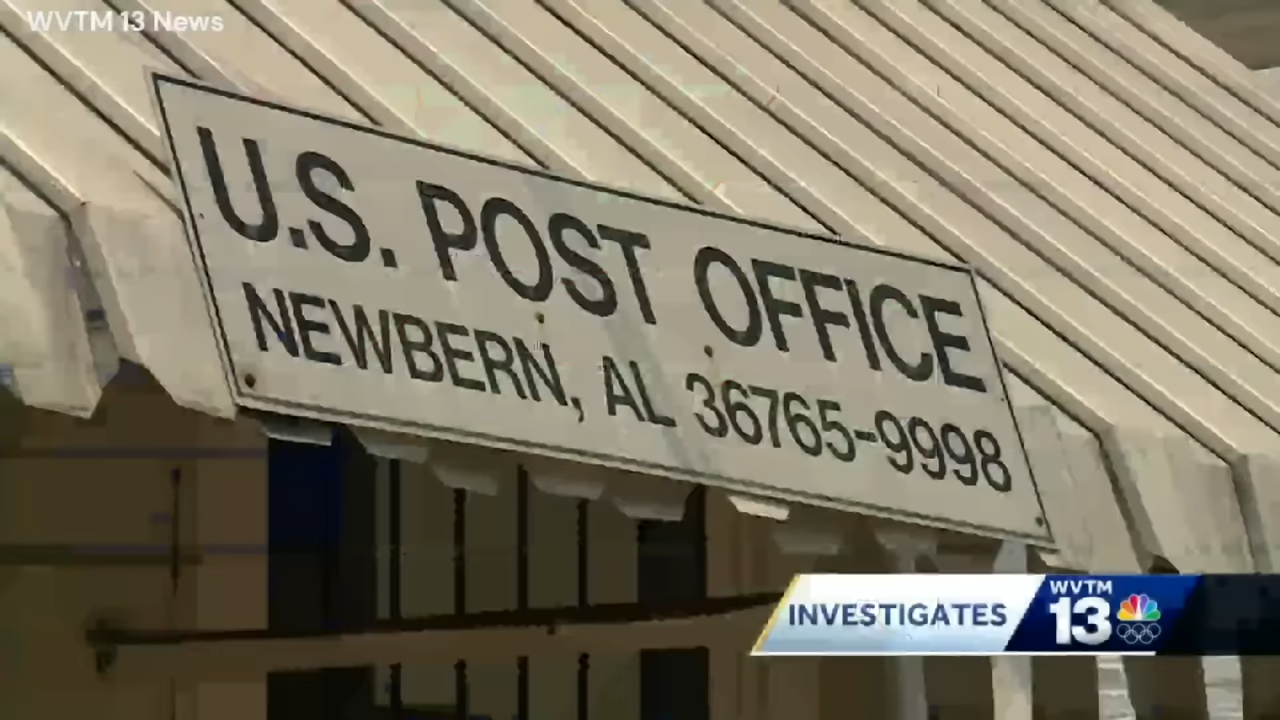 WVTM 13 News
U.S. POST OFFICE
NEWBERN, AL 36765-9998
INVESTIGATES
WVTM
13